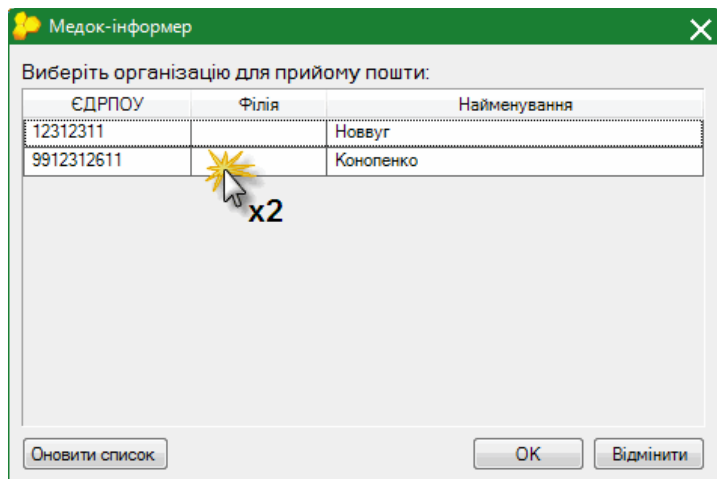 Медок-інформер
Виберіть організацію для прийому пошти:
ЄДРПОУ Філія Найменування
12312311 Новвуг
9912312611 Конопенко
x2
Оновити список OK Відмінити